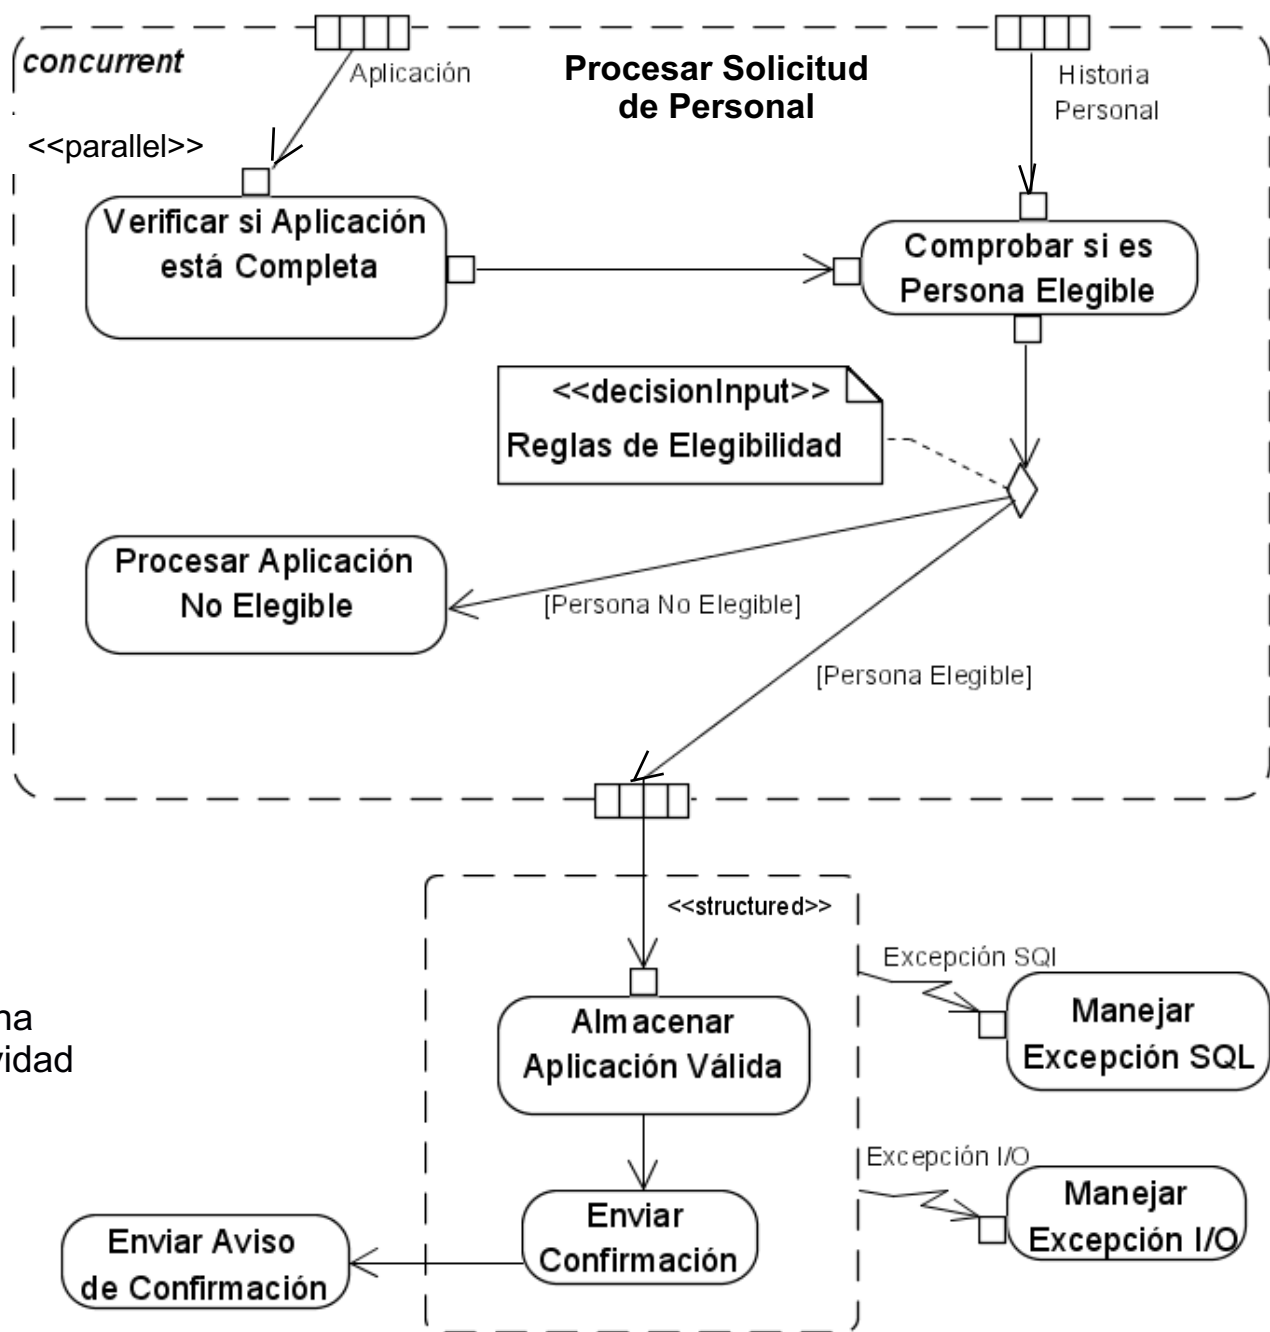 concurrent
Aplicación
Procesar Solicitud
de Personal
Historia
Personal
<<parallel>>
Verificar si Aplicación
está Completa
Comprobar si es
Persona Elegible
<<decisionInput>>
Reglas de Elegibilidad
Procesar Aplicación
No Elegible
[Persona No Elegible]
[Persona Elegible]
<<structured>>
Excepción SQl
Manejar
Excepción SQL
Almacenar
Aplicación Válida
Excepción I/O
Manejar
Excepción I/O
Enviar
Confirmación
Enviar Aviso
de Confirmación